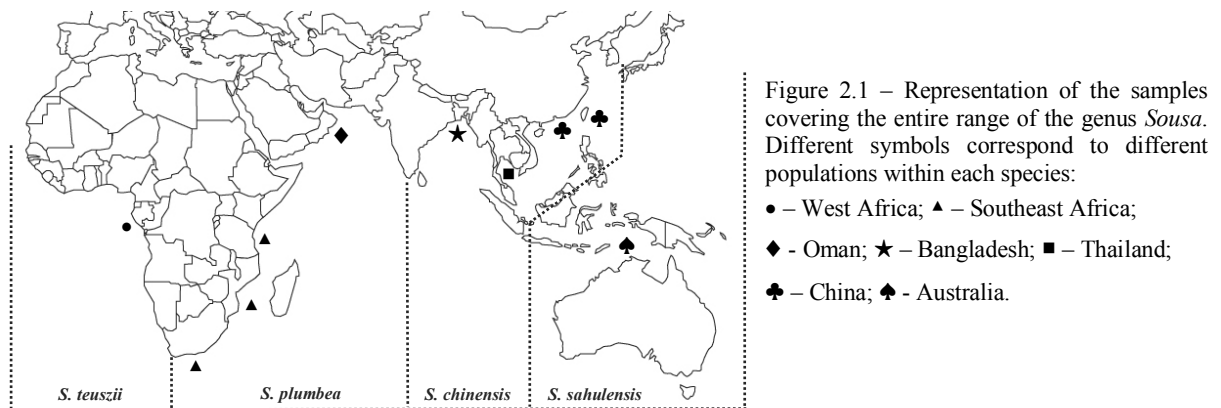 Figure 2.1 – Representation of the samples
covering the entire range of the genus Sousa.
Different symbols correspond to different
populations within each species:
● – West Africa; ▲ – Southeast Africa;
♦ - Oman; ★ – Bangladesh; ■ – Thailand;
♣ – China; ♠ - Australia.
S. teuszii
S. plumbea
S. chinensis
S. sahulensis